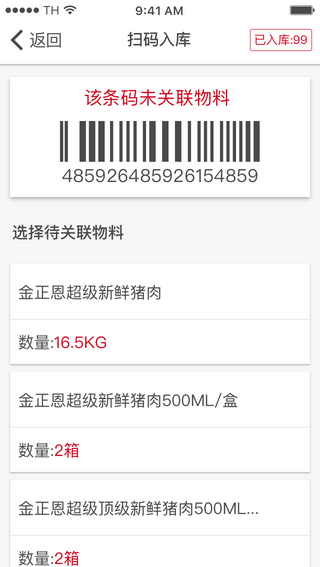 TH 9:41 AM
返回 扫码入库 已入库:99
该条码未关联物料
485926485926154859
选择待关联物料
金正恩超级新鲜猪肉
数量:16.5KG
金正恩超级新鲜猪肉500ML/盒
数量:2箱
金正恩超级顶级新鲜猪肉500ML...
数量:2箱